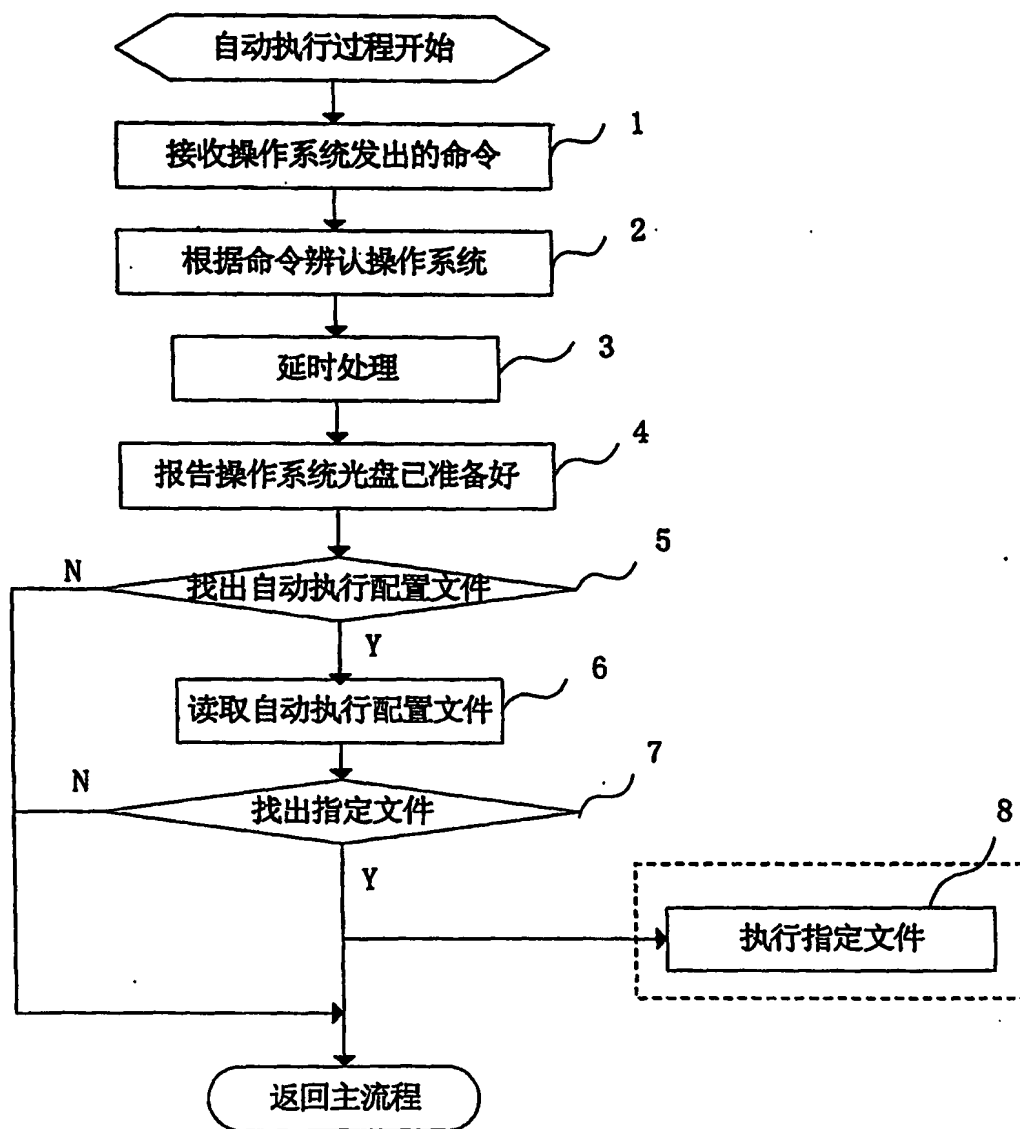 自动执行过程开始
接收操作系统发出的命令
1
根据命令辨认操作系统
2
延时处理
3
报告操作系统光盘已准备好
4
找出自动执行配置文件
5
N
Y
读取自动执行配置文件
6
找出指定文件
7
N
Y
执行指定文件
8
返回主流程